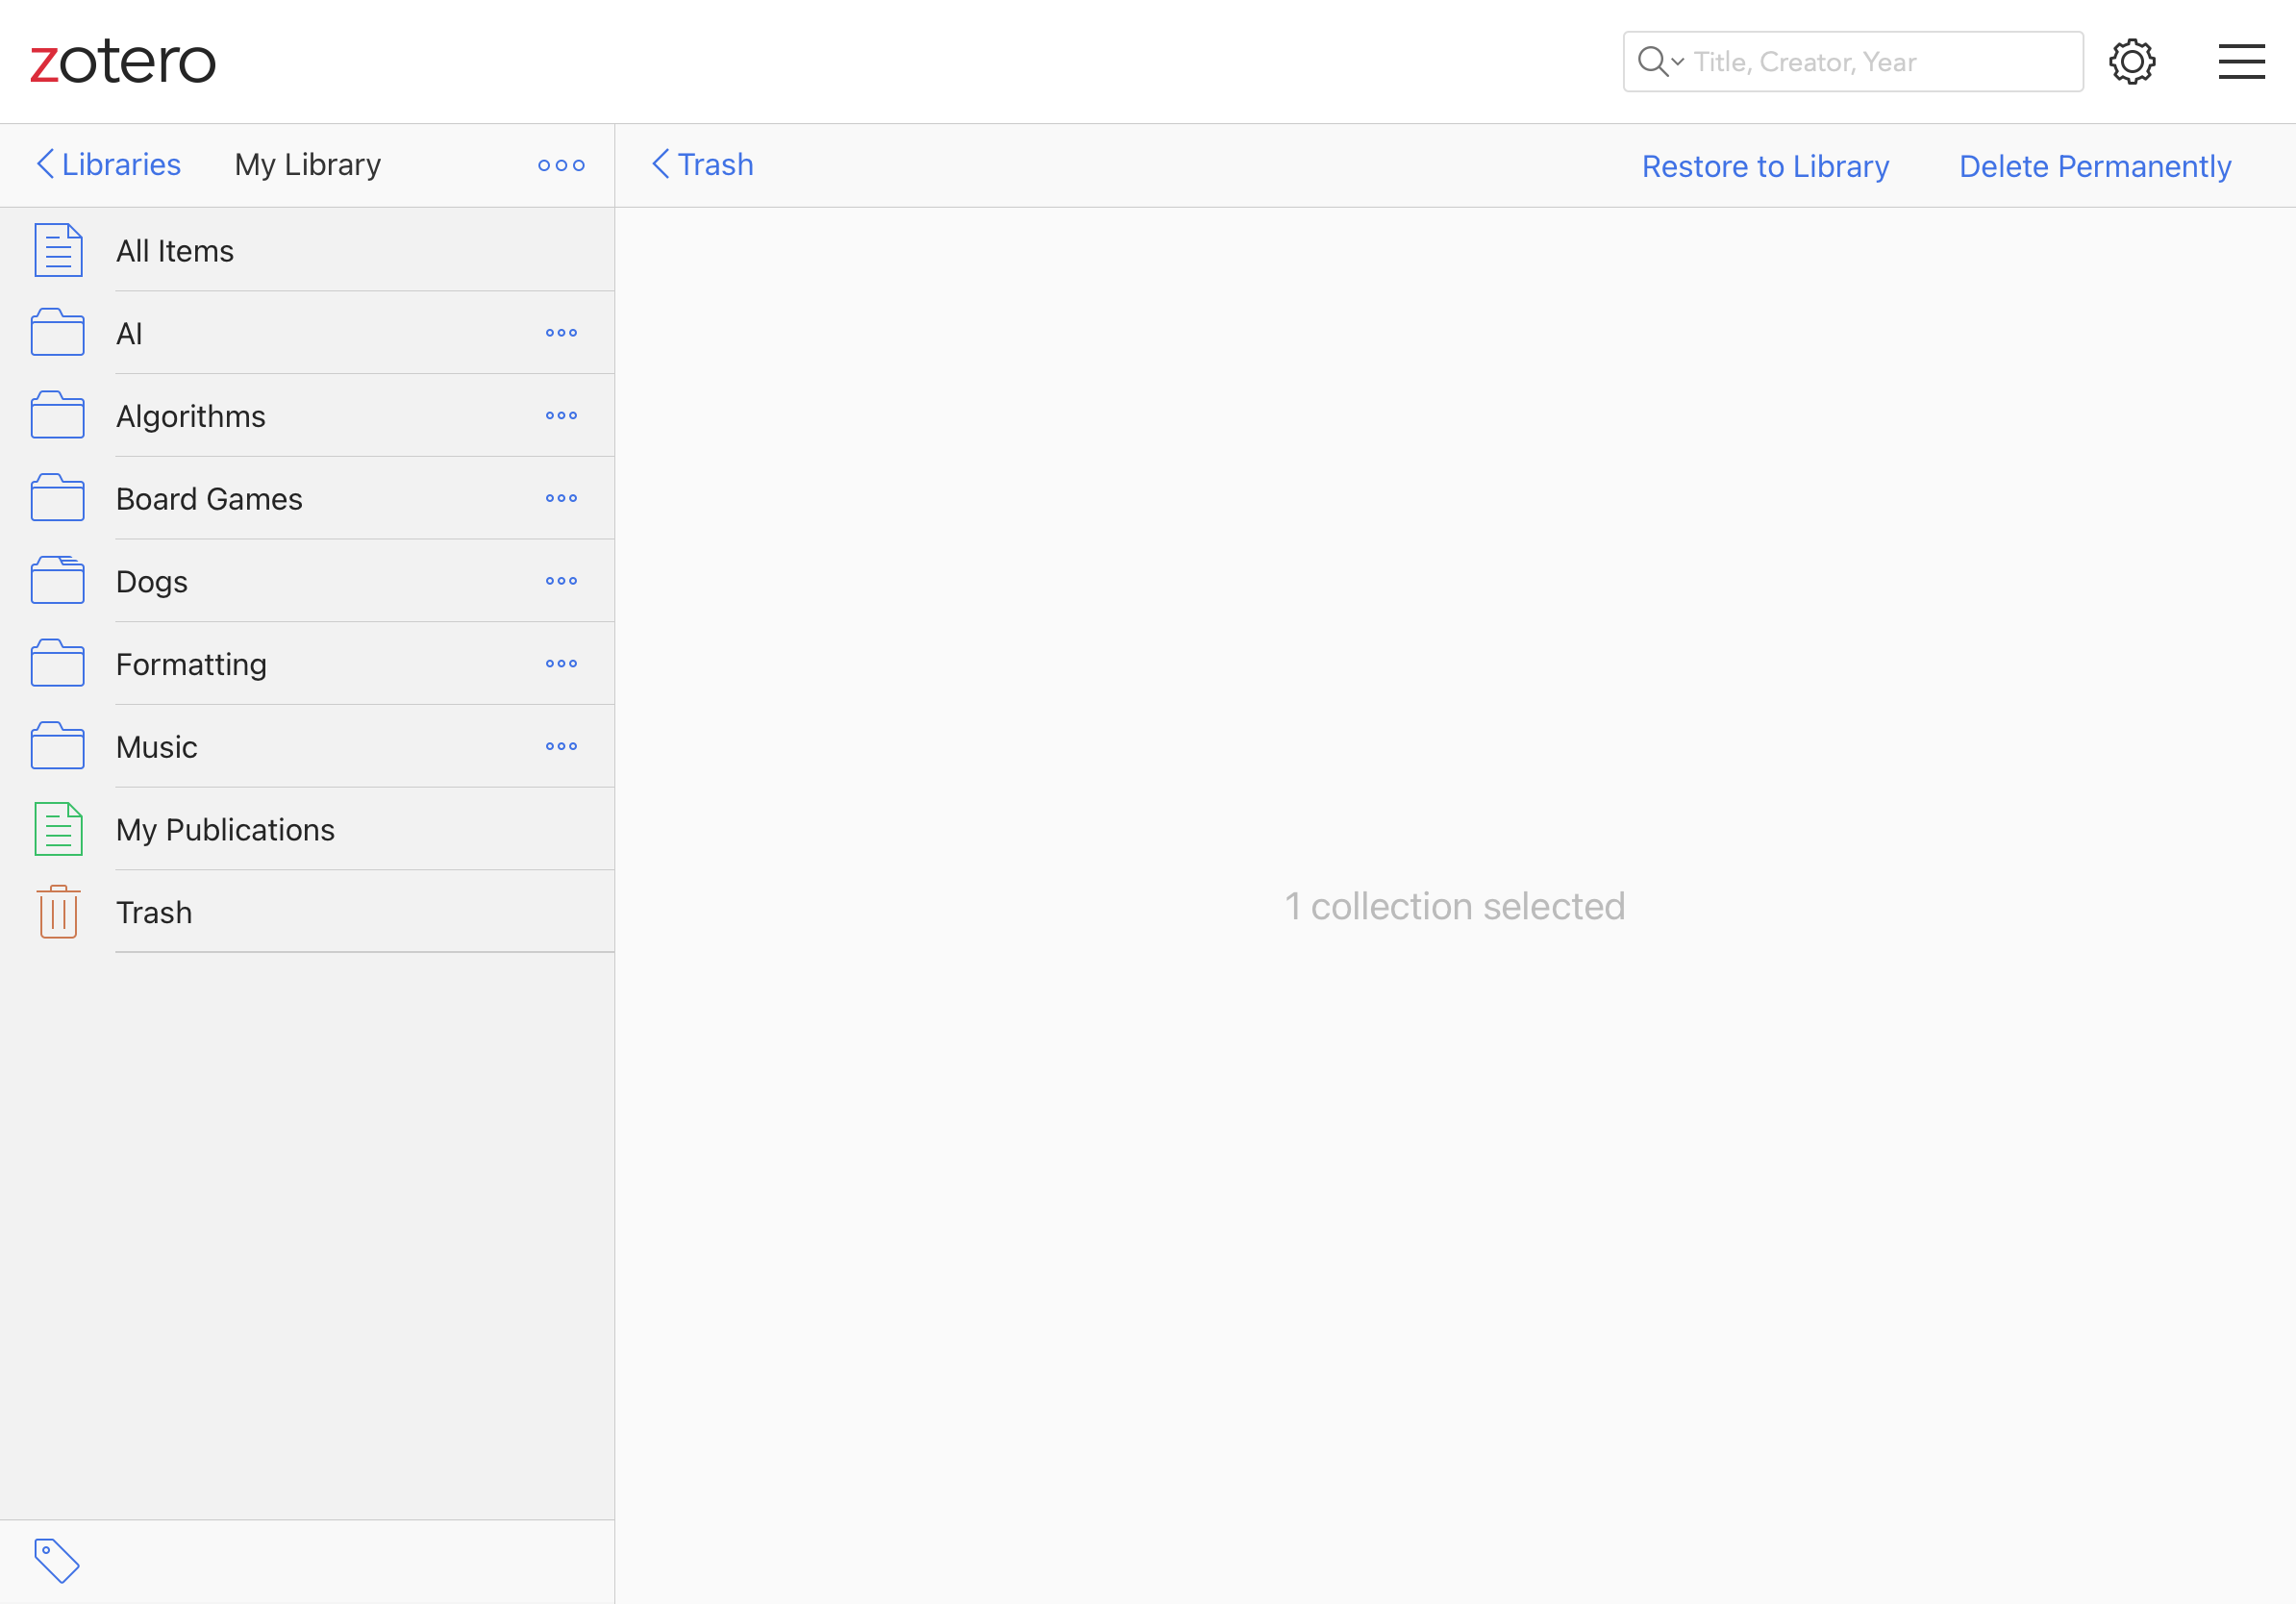 zotero
Title, Creator, Year
Libraries
My Library
Trash
Restore to Library
Delete Permanently
All Items
AI
Algorithms
Board Games
Dogs
Formatting
Music
My Publications
Trash
1 collection selected